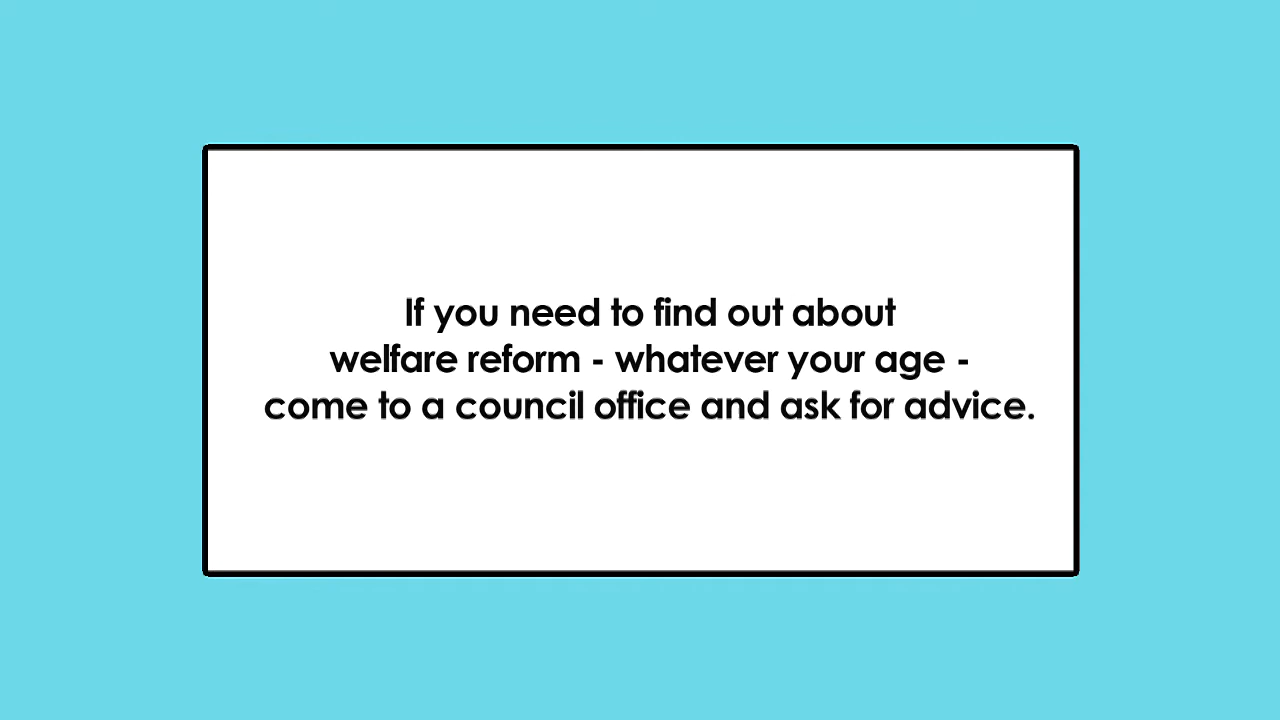 If you need to find out about
welfare reform - whatever your age -
come to a council office and ask for advice.